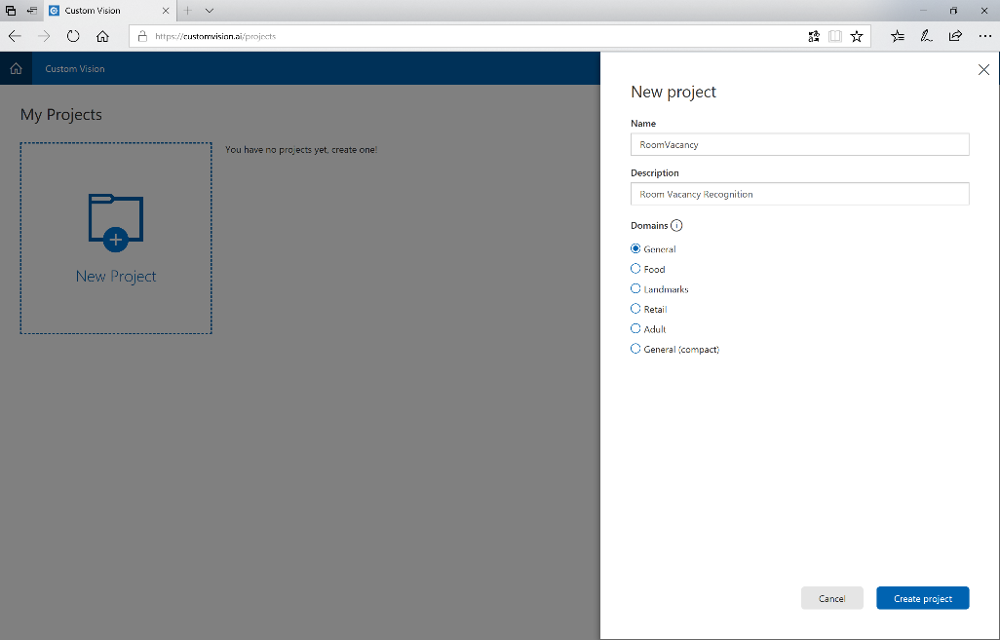 Custom Vision
https://customvision.ai/projects
Custom Vision
My Projects
You have no projects yet, create one!
New Project
New project
Name
RoomVacancy
Description
Room Vacancy Recognition
Domains
General
Food
Landmarks
Retail
Adult
General (compact)
Cancel
Create project